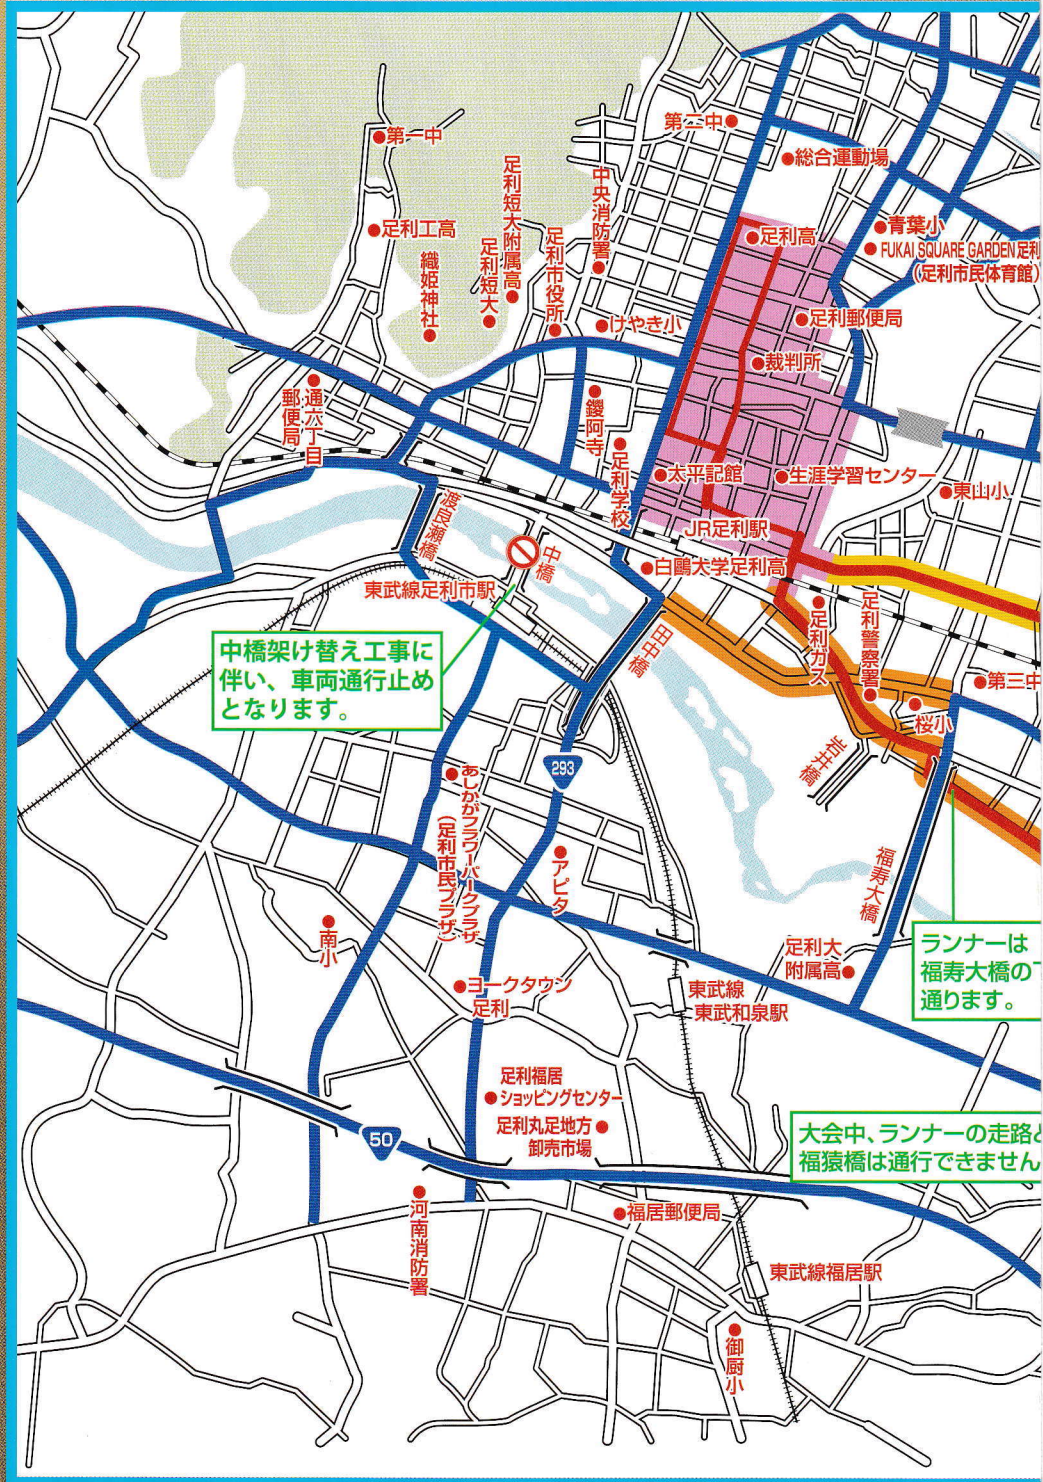 第一中
第二中
総合運動場
足利工高
織姫神社
足利短大
足利短大附属高
足利市役所
中央消防署
けやき小
足利高
青葉小
FUKAI SQUARE GARDEN 足利
(足利市民体育館)
足利郵便局
裁判所
通六丁目
郵便局
鑁阿寺
足利学校
太平記館
生涯学習センター
東山小
JR足利駅
白鷗大学足利高
渡良瀬橋
中橋
東武線足利市駅
田中橋
足利ガス
足利警察署
第三中
桜小
岩井橋
中橋架け替え工事に
伴い、車両通行止め
となります。
293
あしかがフラワーパークプラザ
(足利市民プラザ)
アピタ
福寿大橋
南小
足利大
附属高
ランナーは
福寿大橋の
通ります。
ヨークタウン
足利
東武線
東武和泉駅
足利福居
ショッピングセンター
足利丸足地方
卸売市場
50
大会中、ランナーの走路と
福猿橋は通行できません
河南消防署
福居郵便局
東武線福居駅
御厨小